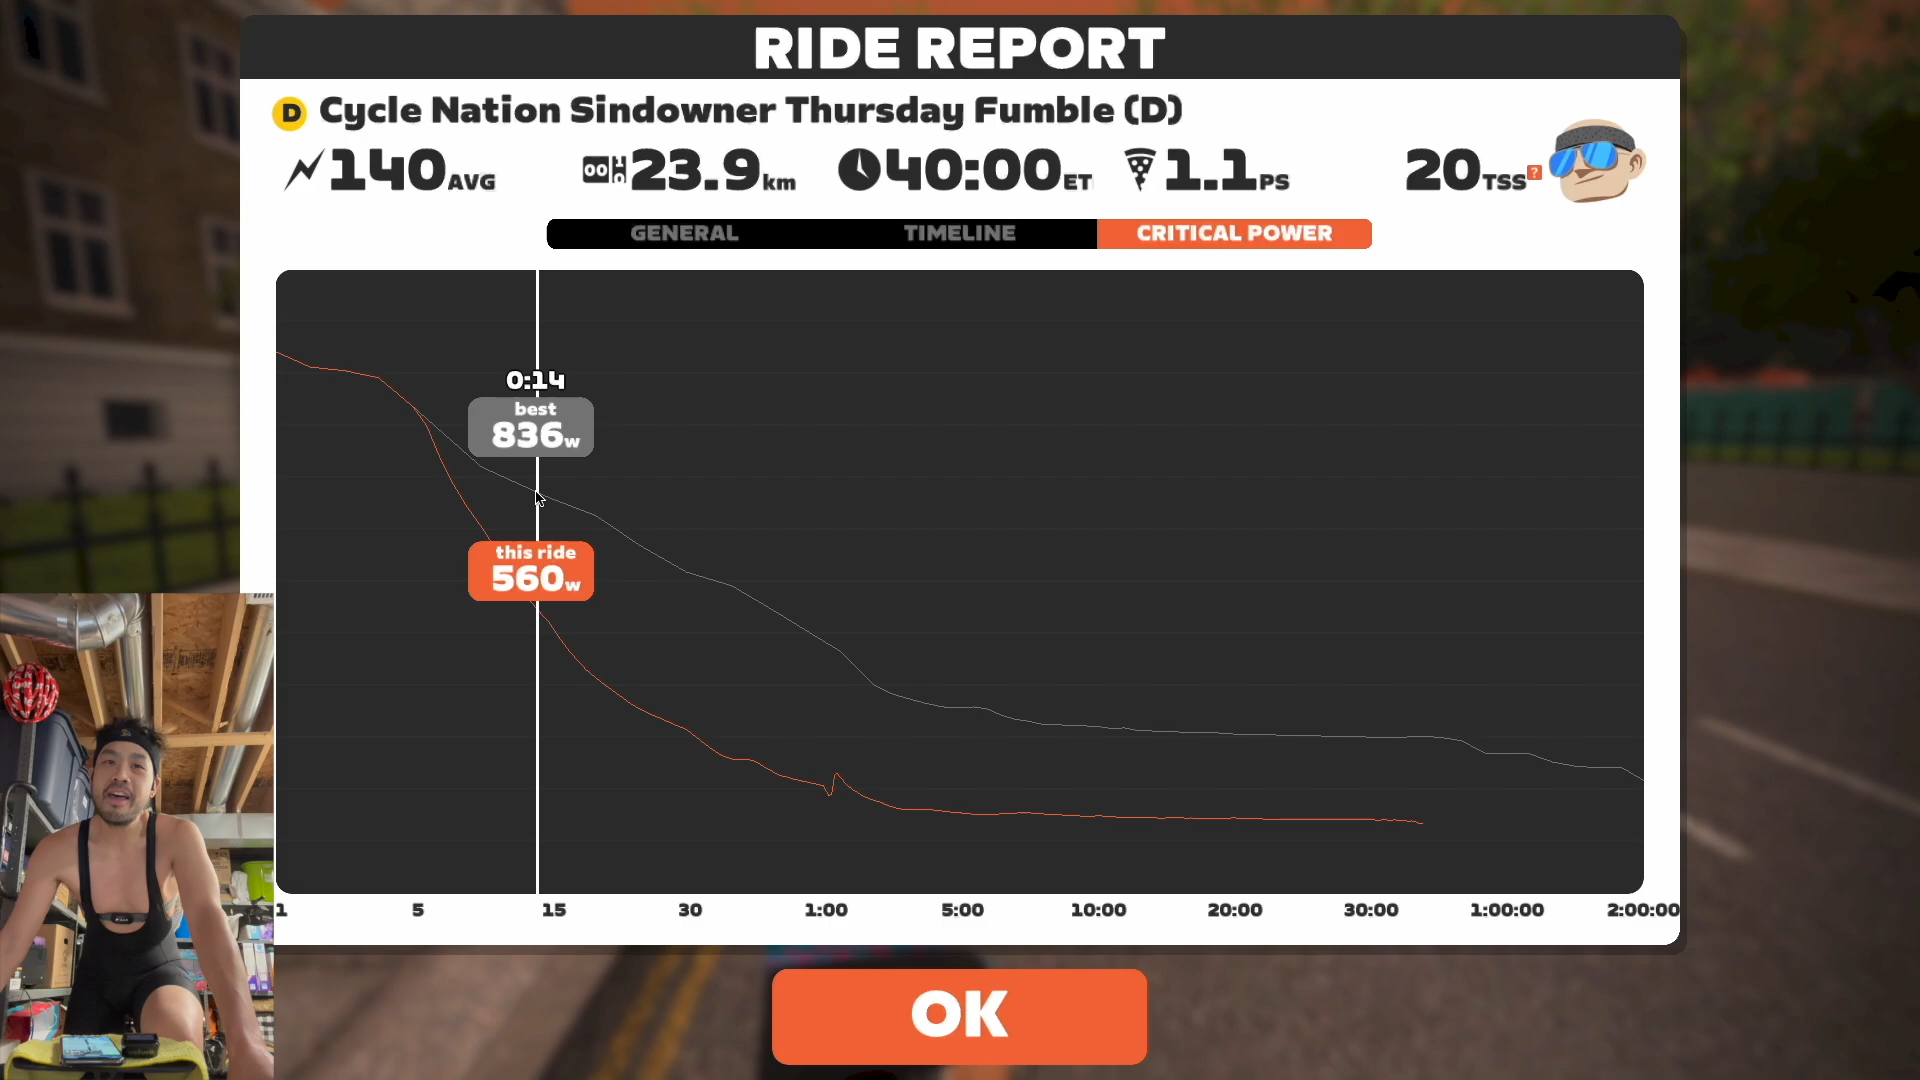 RIDE REPORT
D Cycle Nation Sindowner Thursday Fumble (D)
140AVG 23.9km 40:00ET 1.1PS 20TSS ?
GENERAL TIMELINE CRITICAL POWER
0:14
best
836w
this ride
560w
1 5 15 30 1:00 5:00 10:00 20:00 30:00 1:00:00 2:00:00
OK